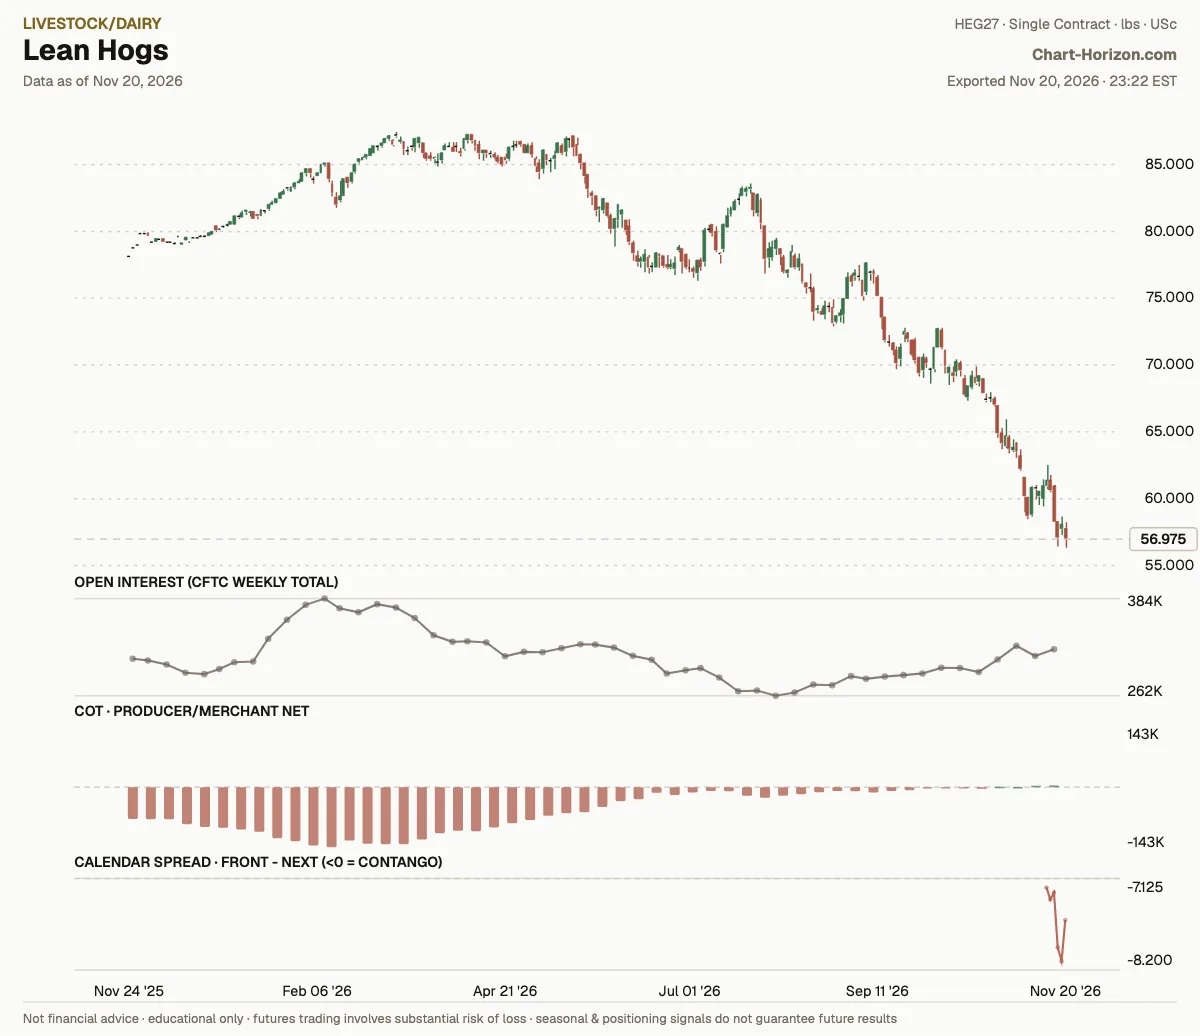 LIVESTOCK/DAIRY
Lean Hogs
Data as of Nov 20, 2026
HEG27 · Single Contract · lbs · USc
Chart-Horizon.com
Exported Nov 20, 2026 · 23:22 EST
85.000
80.000
75.000
70.000
65.000
60.000
56.975
55.000
OPEN INTEREST (CFTC WEEKLY TOTAL)
384K
262K
COT · PRODUCER/MERCHANT NET
143K
-143K
CALENDAR SPREAD · FRONT - NEXT (<0 = CONTANGO)
-7.125
-8.200
Nov 24 '25 Feb 06 '26 Apr 21 '26 Jul 01 '26 Sep 11 '26 Nov 20 '26
Not financial advice · educational only · futures trading involves substantial risk of loss · seasonal & positioning signals do not guarantee future results